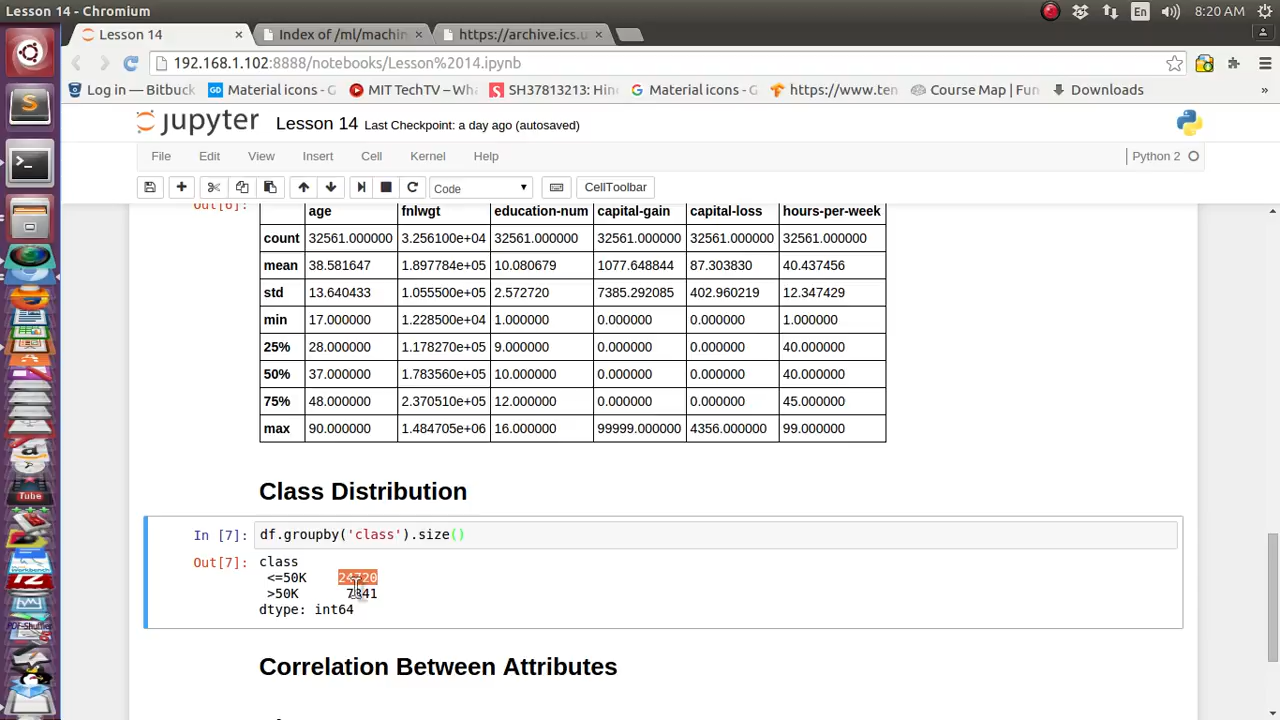 Lesson 14 - Chromium
En
8:20 AM
Lesson 14
Index of /ml/machin
https://archive.ics.u
192.168.1.102:8888/notebooks/Lesson%2014.ipynb
Log in — Bitbuck
Material icons - G
MIT TechTV – Wha
SH37813213: Hin
Material icons - G
https://www.ten
Course Map | Fun
Downloads
»
jupyter
Lesson 14
Last Checkpoint: a day ago (autosaved)
File
Edit
View
Insert
Cell
Kernel
Help
Python 2
Code
CellToolbar
Out[6]:
age fnlwgt education-num capital-gain capital-loss hours-per-week
count 32561.000000 3.256100e+04 32561.000000 32561.000000 32561.000000 32561.000000
mean 38.581647 1.897784e+05 10.080679 1077.648844 87.303830 40.437456
std 13.640433 1.055500e+05 2.572720 7385.292085 402.960219 12.347429
min 17.000000 1.228500e+04 1.000000 0.000000 0.000000 1.000000
25% 28.000000 1.178270e+05 9.000000 0.000000 0.000000 40.000000
50% 37.000000 1.783560e+05 10.000000 0.000000 0.000000 40.000000
75% 48.000000 2.370510e+05 12.000000 0.000000 0.000000 45.000000
max 90.000000 1.484705e+06 16.000000 99999.000000 4356.000000 99.000000
Class Distribution
In [7]: df.groupby('class').size()
Out[7]: class
<=50K 24720
>50K 7841
dtype: int64
Correlation Between Attributes